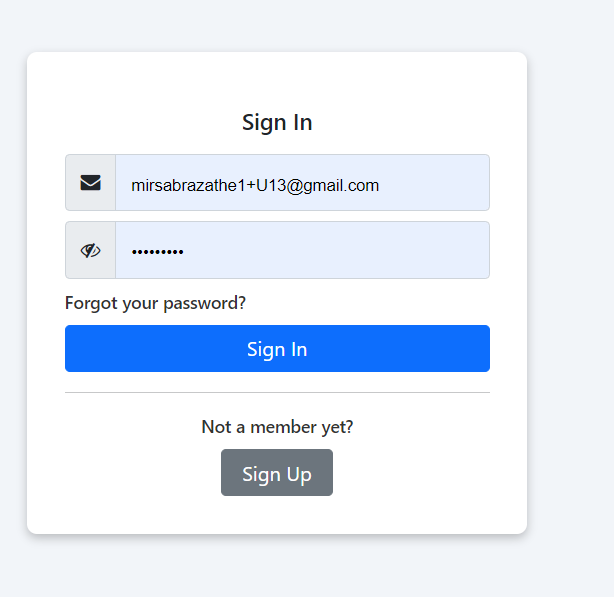 Sign In
mirsabrazathe1+U13@gmail.com
•••••••••
Forgot your password?
Sign In
Not a member yet?
Sign Up